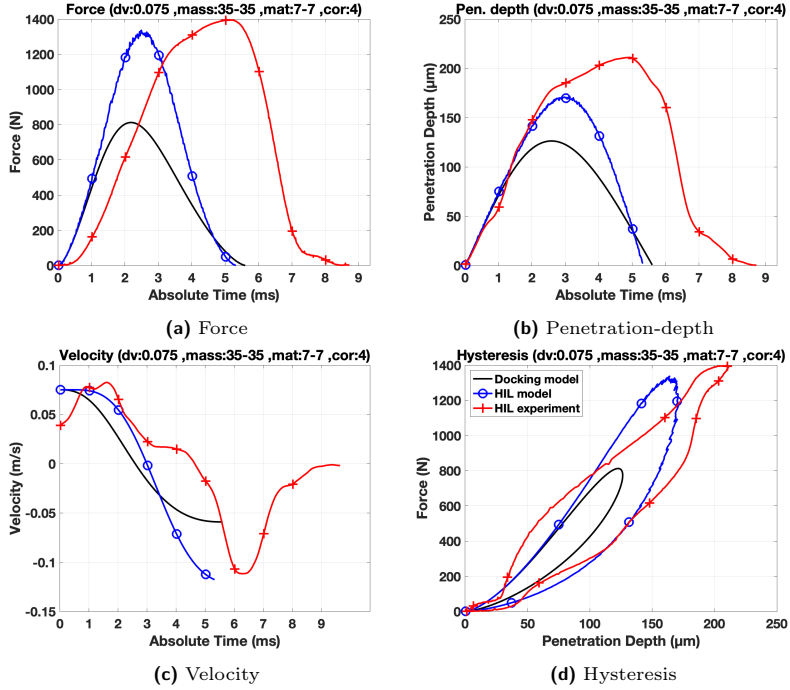 Force (dv:0.075 ,mass:35-35 ,mat:7-7 ,cor:4)
1400
1200
1000
800
600
400
200
0
Force (N)
0 1 2 3 4 5 6 7 8 9
Absolute Time (ms)
(a) Force
Pen. depth (dv:0.075 ,mass:35-35 ,mat:7-7 ,cor:4)
250
200
150
100
50
0
Penetration Depth (µm)
0 1 2 3 4 5 6 7 8 9
Absolute Time (ms)
(b) Penetration-depth
Velocity (dv:0.075 ,mass:35-35 ,mat:7-7 ,cor:4)
0.1
0.05
0
-0.05
-0.1
-0.15
Velocity (m/s)
0 1 2 3 4 5 6 7 8 9
Absolute Time (ms)
(c) Velocity
Hysteresis (dv:0.075 ,mass:35-35 ,mat:7-7 ,cor:4)
Docking model
HIL model
HIL experiment
1400
1200
1000
800
600
400
200
0
Force (N)
0 50 100 150 200 250
Penetration Depth (µm)
(d) Hysteresis